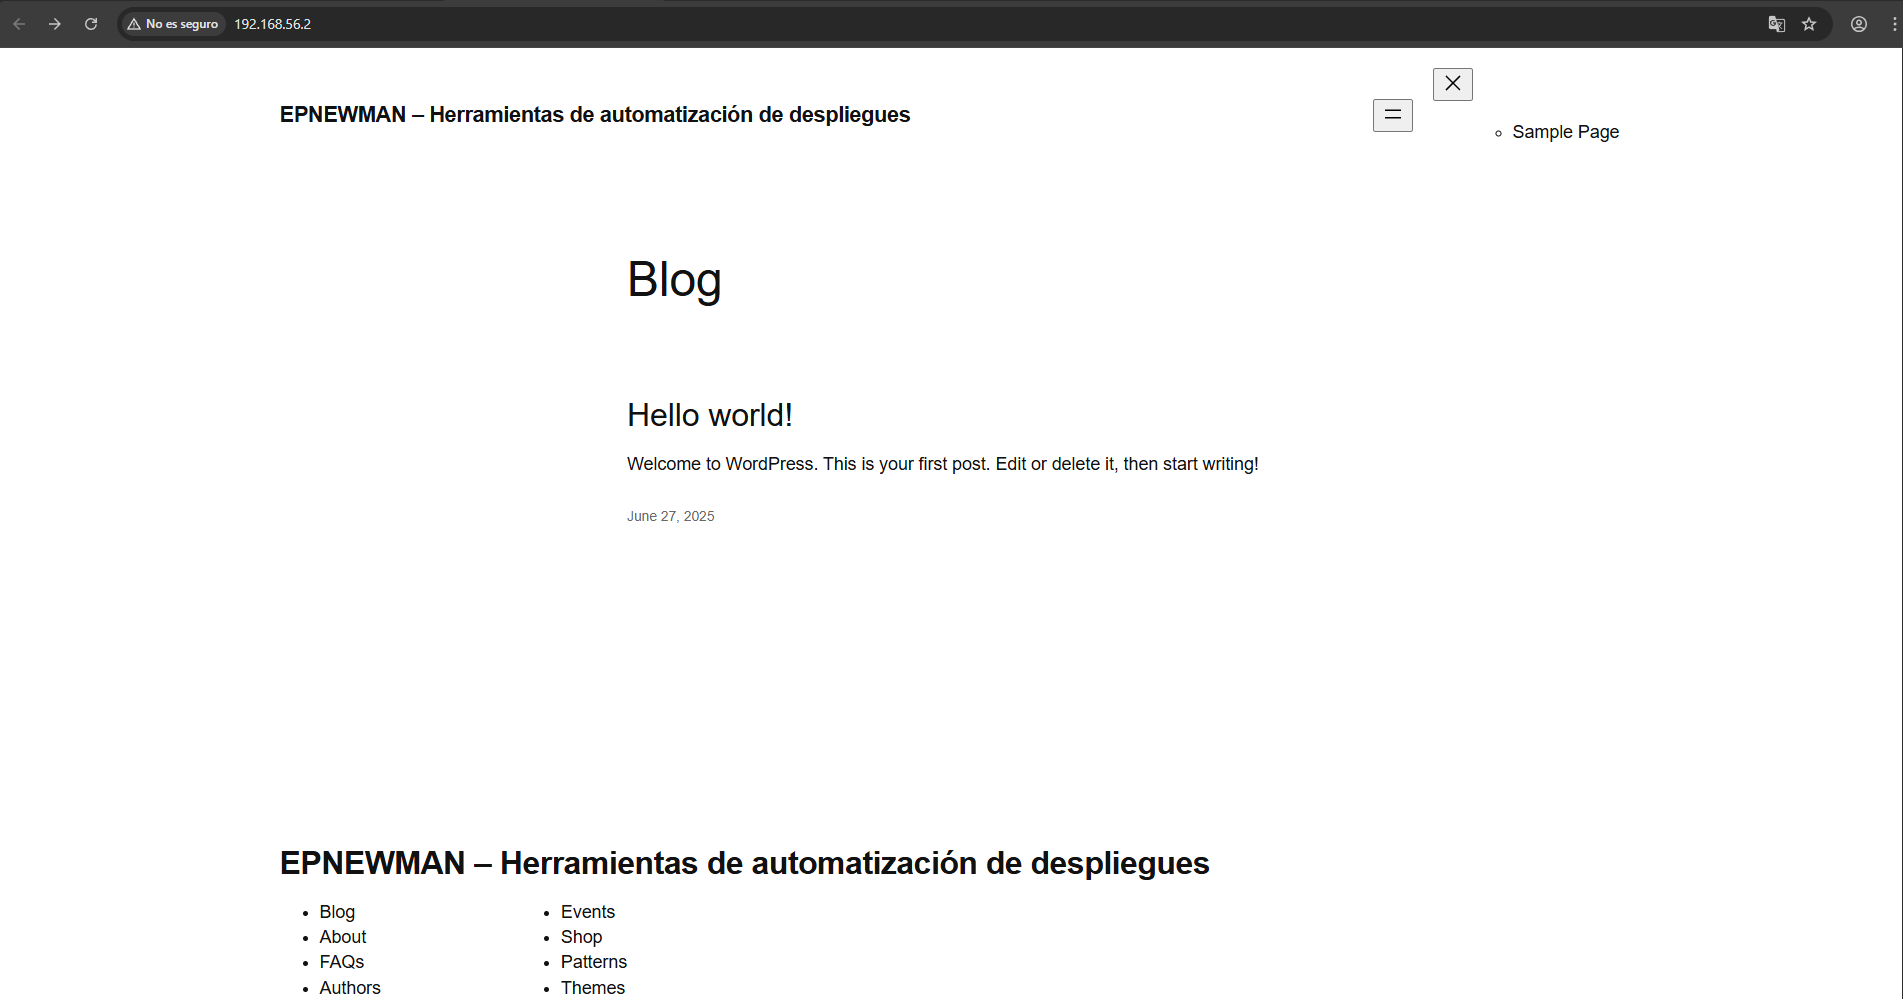 No es seguro 192.168.56.2
EPNEWMAN – Herramientas de automatización de despliegues
Sample Page
Blog
Hello world!
Welcome to WordPress. This is your first post. Edit or delete it, then start writing!
June 27, 2025
EPNEWMAN – Herramientas de automatización de despliegues
Blog
About
FAQs
Authors
Events
Shop
Patterns
Themes